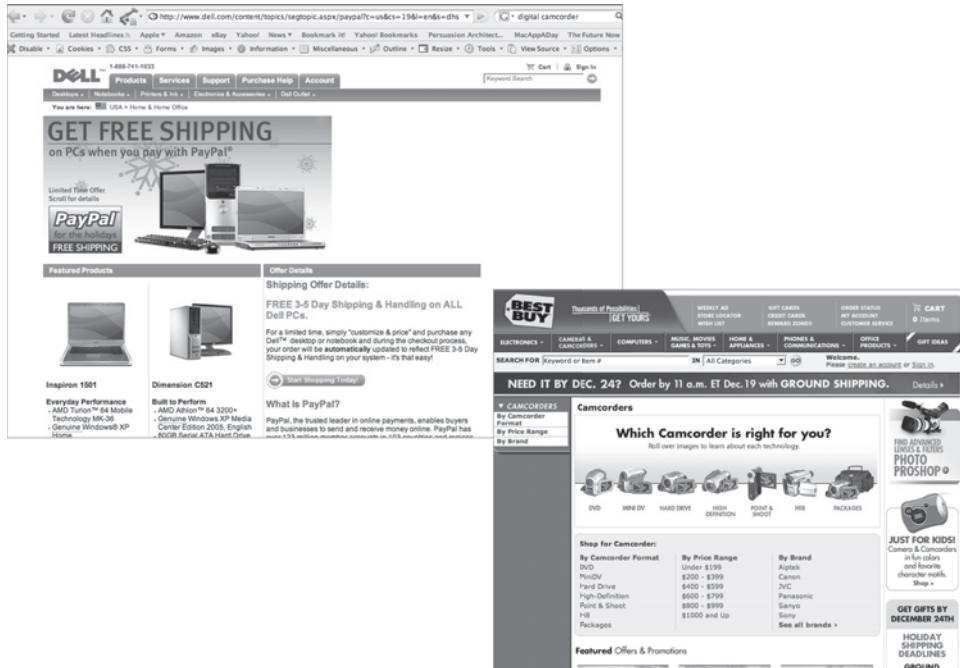 http://www.dell.com/content/topics/segtopic.aspx/paypal?c=us&cs=19&l=en&s=dhs
digital camcorder
Getting Started Latest Headlines Apple Amazon eBay Yahoo! News Bookmark it! Yahoo! Bookmarks Persuasion Architect... MacAppADay The Future Now
Disable Cookies CSS Forms Images Information Miscellaneous Outline Resize Tools View Source Options
DELL™
1-888-741-1033
Cart | Sign In
Products Services Support Purchase Help Account
Keyword Search
Desktops Notebooks Printers & Ink Electronics & Accessories Dell Outlet
You are here: USA > Home & Home Office
GET FREE SHIPPING
on PCs when you pay with PayPal®
Limited Time Offer
Scroll for details
PayPal
for the holidays
FREE SHIPPING
Featured Products
Inspiron 1501
Everyday Performance
- AMD Turion™ 64 Mobile
Technology MK-36
- Genuine Windows® XP
Home
Dimension C521
Built to Perform
- AMD Athlon™ 64 3200+
- Genuine Windows XP Media
Center Edition 2005, English
- 80GB Serial ATA Hard Drive
Offer Details
Shipping Offer Details:
FREE 3-5 Day Shipping & Handling on ALL
Dell PCs.
For a limited time, simply "customize & price" and purchase any
Dell™ desktop or notebook and during the checkout process,
your order will be automatically updated to reflect FREE 3-5 Day
Shipping & Handling on your system - it's that easy!
Start Shopping Today!
What Is PayPal?
PayPal, the trusted leader in online payments, enables buyers
and businesses to send and receive money online. PayPal has
BEST
BUY
Thousands of Possibilities
GET YOURS
WEEKLY AD
STORE LOCATOR
WISH LIST
GIFT CARDS
CREDIT CARDS
REWARD ZONE®
ORDER STATUS
MY ACCOUNT
CUSTOMER SERVICE
CART
0 Items
ELECTRONICS
CAMERAS &
CAMCORDERS
COMPUTERS
MUSIC, MOVIES
GAMES & TOYS
HOME &
APPLIANCES
PHONES &
COMMUNICATIONS
OFFICE
PRODUCTS
GIFT IDEAS
SEARCH FOR Keyword or Item # IN All Categories GO
Welcome.
Please create an account or Sign in.
NEED IT BY DEC. 24? Order by 11 a.m. ET Dec. 19 with GROUND SHIPPING. Details
CAMCORDERS
By Camcorder
Format
By Price Range
By Brand
Camcorders
Which Camcorder is right for you?
Roll over images to learn about each technology.
DVD
MINI DV
HARD DRIVE
HIGH
DEFINITION
POINT &
SHOOT
HI8
PACKAGES
Shop for Camcorder:
By Camcorder Format
DVD
MiniDV
Hard Drive
High-Definition
Point & Shoot
Hi8
Packages
By Price Range
Under $199
$200 - $399
$400 - $599
$600 - $799
$800 - $999
$1000 and Up
By Brand
Aiptek
Canon
JVC
Panasonic
Sanyo
Sony
See all brands
Featured Offers & Promotions
FIND ADVANCED
LENSES & FILTERS
PHOTO
PROSHOP
JUST FOR KIDS!
Camera & Camcorders
in fun colors
and favorite
character motifs.
Shop
GET GIFTS BY
DECEMBER 24TH
HOLIDAY
SHIPPING
DEADLINES
GROUND